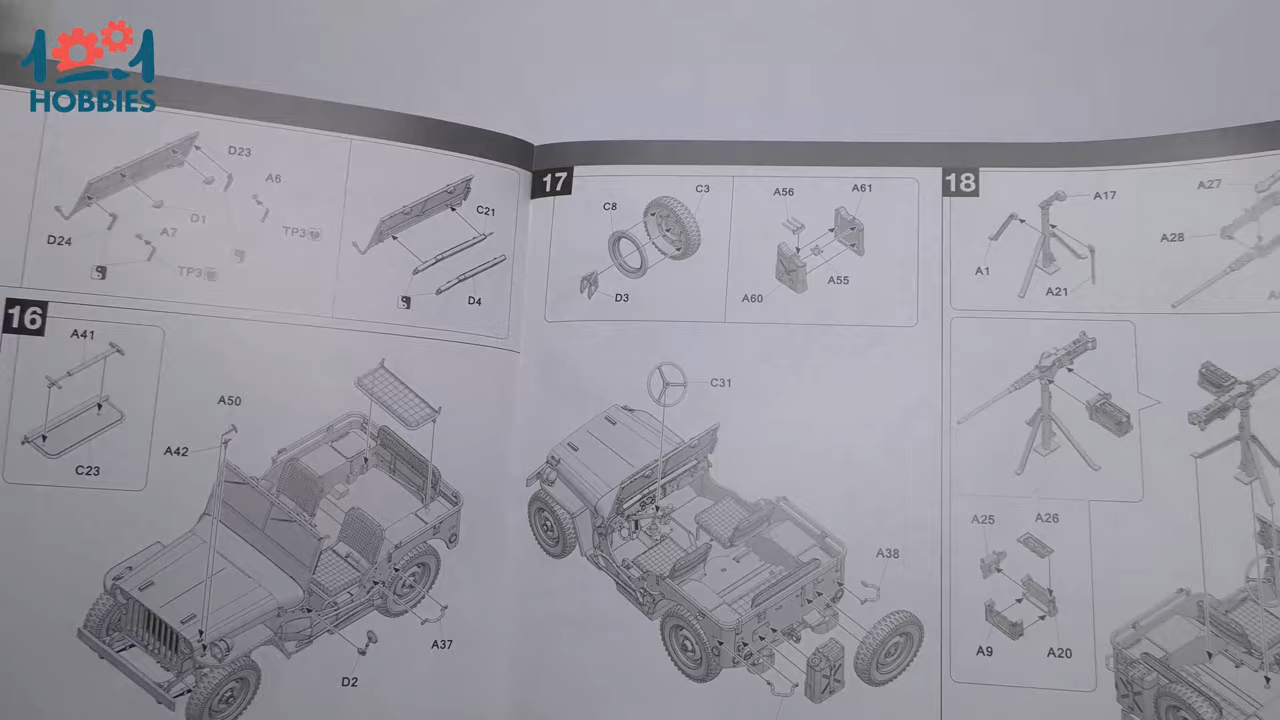 1001
HOBBIES
D23
A6
D1
TP3
D24
A7
TP3
C21
D4
16
A41
C23
A50
A42
A37
D2
17
C8
C3
D3
A56
A61
A60
A55
C31
A38
18
A17
A1
A21
A27
A28
A25
A26
A9
A20